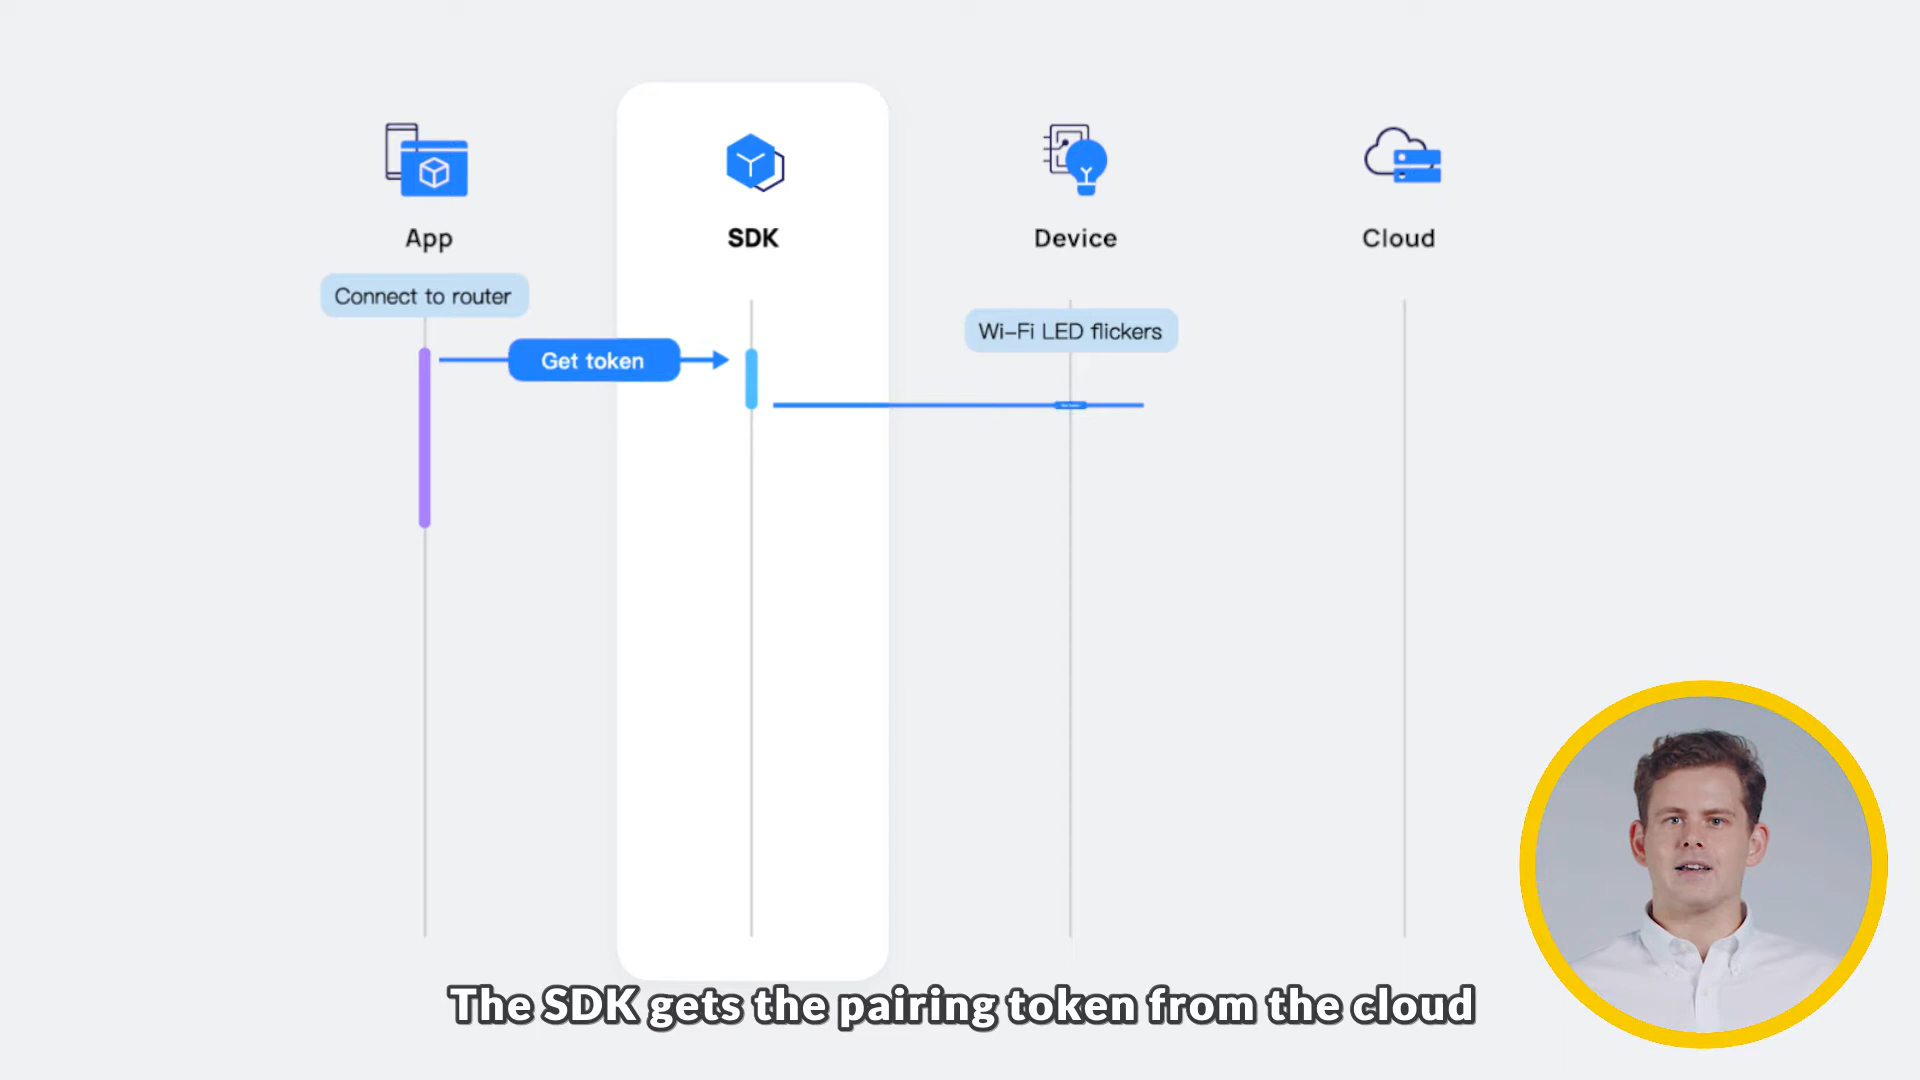 App
SDK
Device
Cloud
Connect to router
Wi-Fi LED flickers
Get token
The SDK gets the pairing token from the cloud